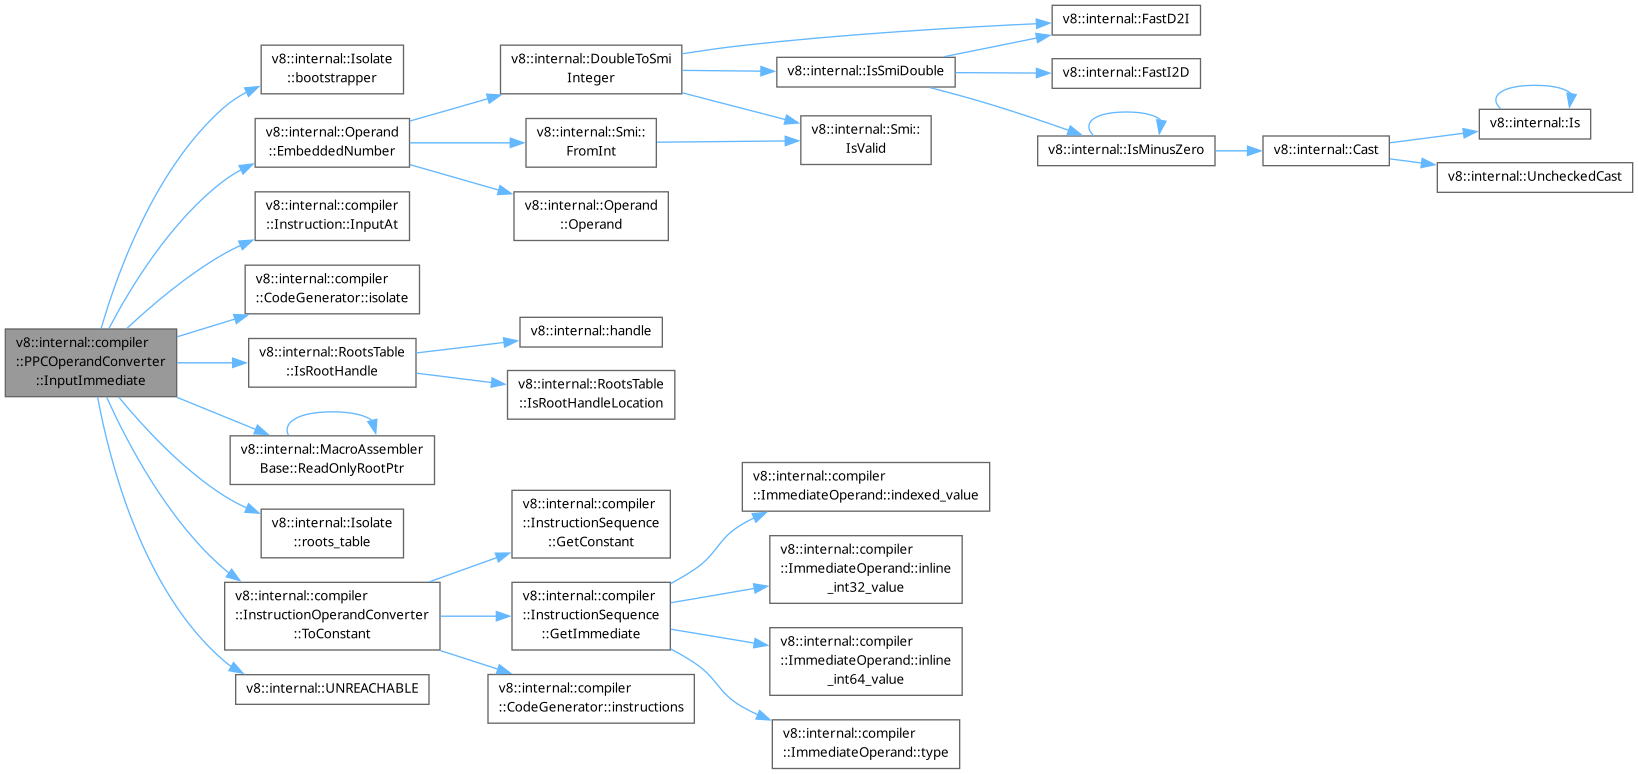 v8::internal::compiler
::PPCOperandConverter
::InputImmediate
v8::internal::Isolate
::bootstrapper
v8::internal::Operand
::EmbeddedNumber
v8::internal::compiler
::Instruction::InputAt
v8::internal::compiler
::CodeGenerator::isolate
v8::internal::RootsTable
::IsRootHandle
v8::internal::MacroAssembler
Base::ReadOnlyRootPtr
v8::internal::Isolate
::roots_table
v8::internal::compiler
::InstructionOperandConverter
::ToConstant
v8::internal::UNREACHABLE
v8::internal::DoubleToSmi
Integer
v8::internal::Smi::
FromInt
v8::internal::Operand
::Operand
v8::internal::handle
v8::internal::RootsTable
::IsRootHandleLocation
v8::internal::compiler
::InstructionSequence
::GetConstant
v8::internal::compiler
::InstructionSequence
::GetImmediate
v8::internal::compiler
::CodeGenerator::instructions
v8::internal::IsSmiDouble
v8::internal::Smi::
IsValid
v8::internal::compiler
::ImmediateOperand::indexed_value
v8::internal::compiler
::ImmediateOperand::inline
_int32_value
v8::internal::compiler
::ImmediateOperand::inline
_int64_value
v8::internal::compiler
::ImmediateOperand::type
v8::internal::FastD2I
v8::internal::FastI2D
v8::internal::IsMinusZero
v8::internal::Cast
v8::internal::Is
v8::internal::UncheckedCast